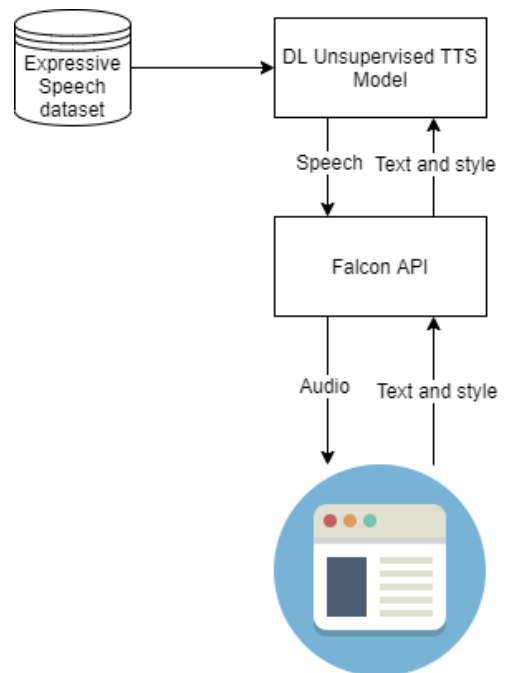 Expressive
Speech
dataset
DL Unsupervised TTS
Model
Speech
Text and style
Falcon API
Audio
Text and style